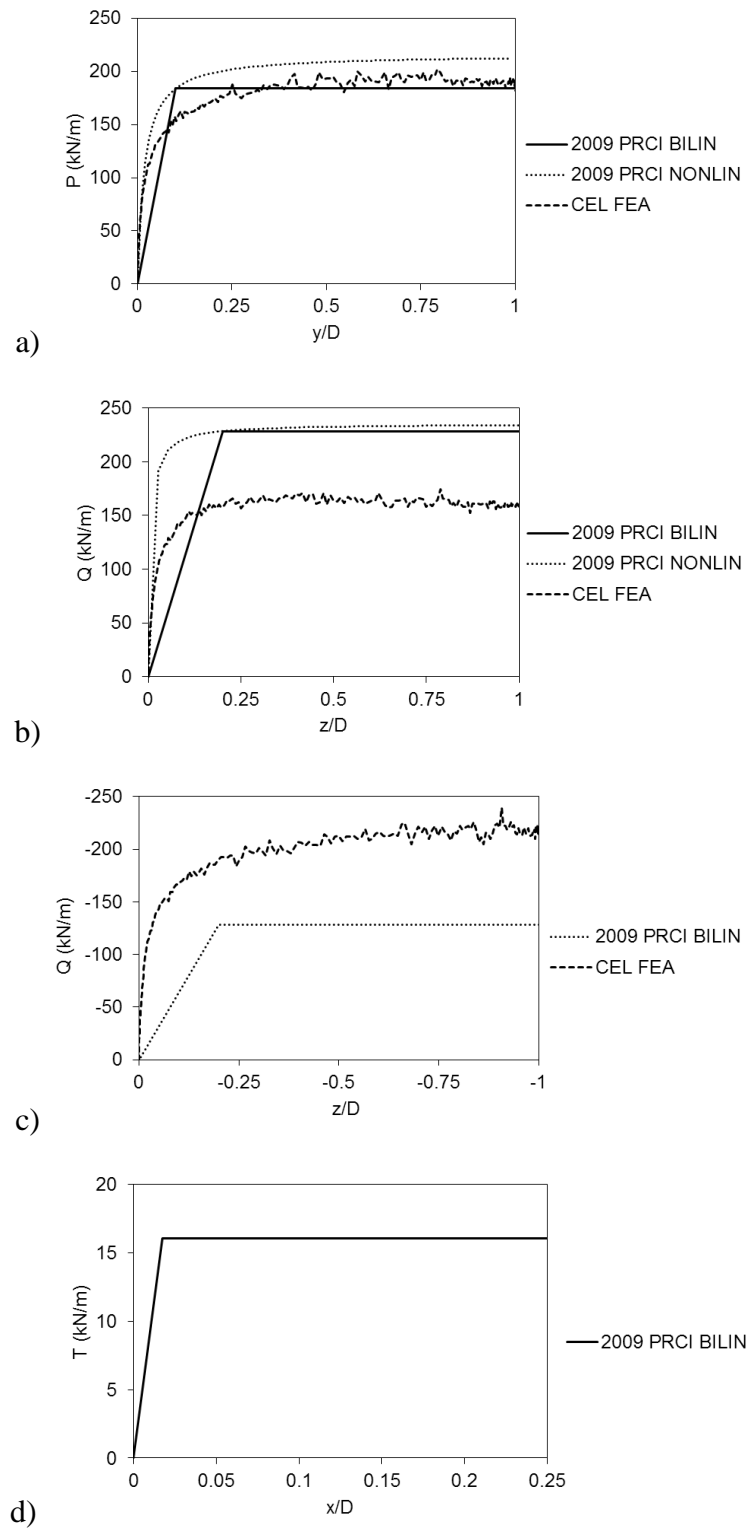 250
200
150
100
50
0
P (kN/m)
0 0.25 0.5 0.75 1
y/D
2009 PRCI BILIN
2009 PRCI NONLIN
CEL FEA
a)
250
200
150
100
50
0
Q (kN/m)
0 0.25 0.5 0.75 1
z/D
2009 PRCI BILIN
2009 PRCI NONLIN
CEL FEA
b)
-250
-200
-150
-100
-50
0
Q (kN/m)
0 -0.25 -0.5 -0.75 -1
z/D
2009 PRCI BILIN
CEL FEA
c)
20
15
10
5
0
T (kN/m)
0 0.05 0.1 0.15 0.2 0.25
x/D
2009 PRCI BILIN
d)